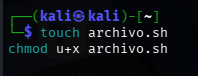 ┌──(kali㉿kali)-[~]
└─$ touch archivo.sh
chmod u+x archivo.sh